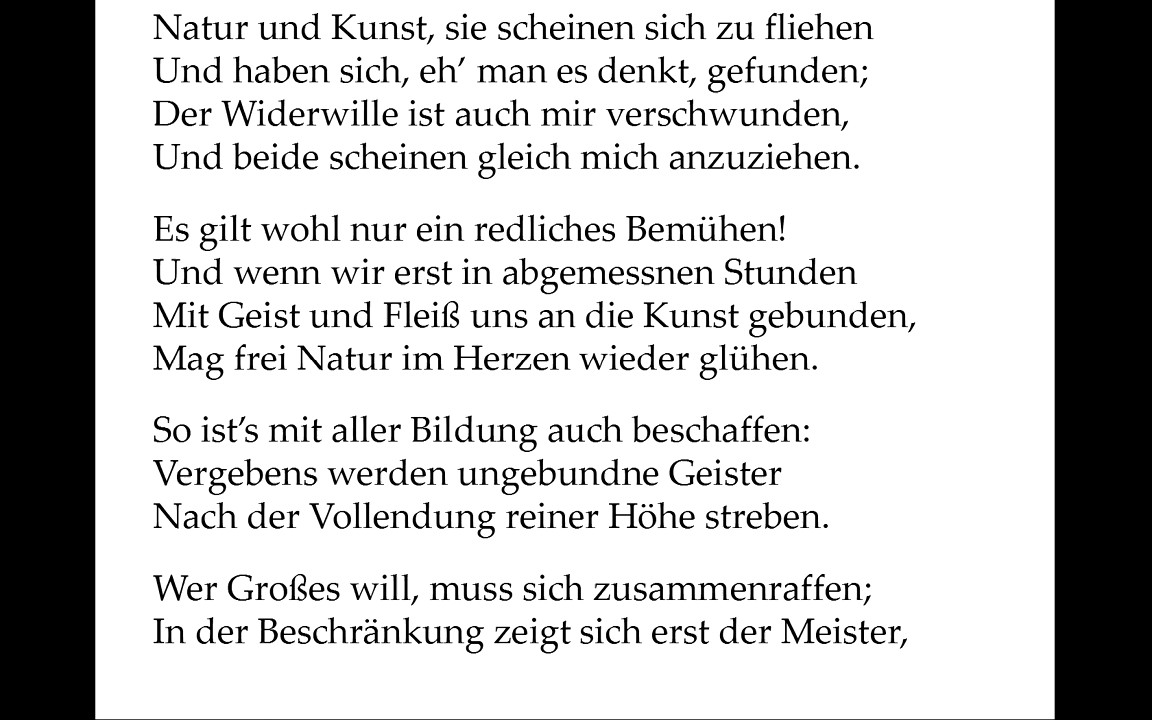 Natur und Kunst, sie scheinen sich zu fliehen
Und haben sich, eh’ man es denkt, gefunden;
Der Widerwille ist auch mir verschwunden,
Und beide scheinen gleich mich anzuziehen.
Es gilt wohl nur ein redliches Bemühen!
Und wenn wir erst in abgemessnen Stunden
Mit Geist und Fleiß uns an die Kunst gebunden,
Mag frei Natur im Herzen wieder glühen.
So ist’s mit aller Bildung auch beschaffen:
Vergebens werden ungebundne Geister
Nach der Vollendung reiner Höhe streben.
Wer Großes will, muss sich zusammenraffen;
In der Beschränkung zeigt sich erst der Meister,